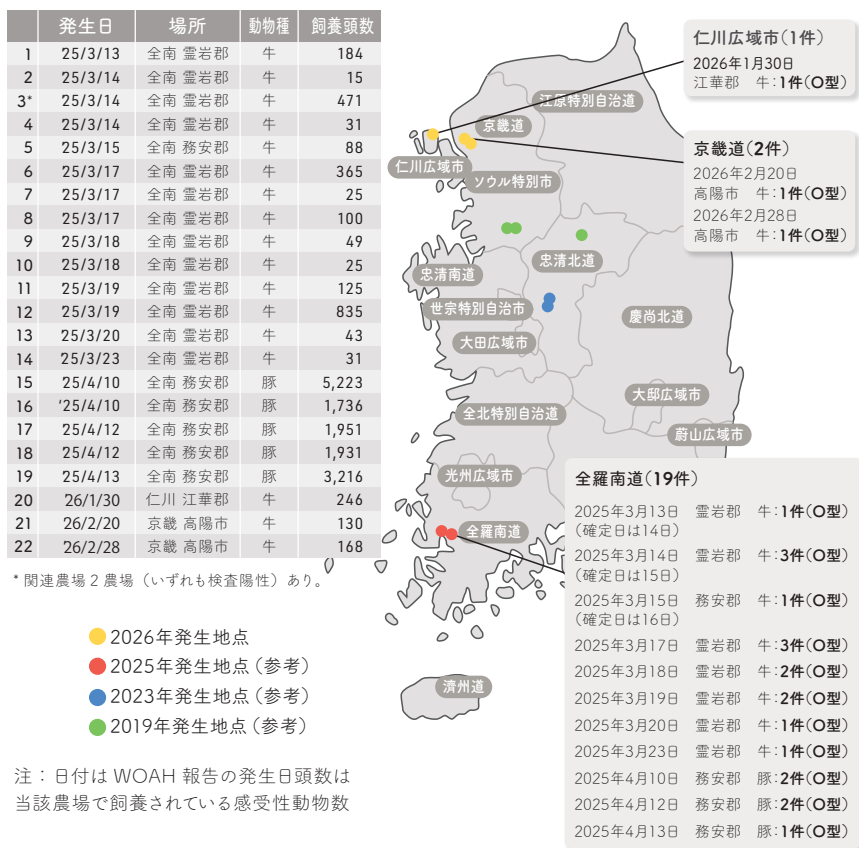 発生日 場所 動物種 飼養頭数
1 25/3/13 全南 霊岩郡 牛 184
2 25/3/14 全南 霊岩郡 牛 15
3* 25/3/14 全南 霊岩郡 牛 471
4 25/3/14 全南 霊岩郡 牛 31
5 25/3/15 全南 務安郡 牛 88
6 25/3/17 全南 霊岩郡 牛 365
7 25/3/17 全南 霊岩郡 牛 25
8 25/3/17 全南 霊岩郡 牛 100
9 25/3/18 全南 霊岩郡 牛 49
10 25/3/18 全南 霊岩郡 牛 25
11 25/3/19 全南 霊岩郡 牛 125
12 25/3/19 全南 霊岩郡 牛 835
13 25/3/20 全南 霊岩郡 牛 43
14 25/3/23 全南 霊岩郡 牛 31
15 25/4/10 全南 務安郡 豚 5,223
16 '25/4/10 全南 務安郡 豚 1,736
17 25/4/12 全南 務安郡 豚 1,951
18 25/4/12 全南 務安郡 豚 1,931
19 25/4/13 全南 務安郡 豚 3,216
20 26/1/30 仁川 江華郡 牛 246
21 26/2/20 京畿 高陽市 牛 130
22 26/2/28 京畿 高陽市 牛 168
* 関連農場2農場（いずれも検査陽性）あり。
2026年発生地点
2025年発生地点（参考）
2023年発生地点（参考）
2019年発生地点（参考）
注：日付は WOAH 報告の発生日頭数は
当該農場で飼養されている感受性動物数
江原特別自治道
京畿道
仁川広域市
ソウル特別市
忠清南道
忠清北道
世宗特別自治市
慶尚北道
大田広域市
大邸広域市
全北特別自治道
蔚山広域市
光州広域市
全羅南道
済州道
仁川広域市（1件）
2026年1月30日
江華郡 牛：1件（O型）
京畿道（2件）
2026年2月20日
高陽市 牛：1件（O型）
2026年2月28日
高陽市 牛：1件（O型）
全羅南道（19件）
2025年3月13日 霊岩郡 牛：1件（O型）
（確定日は14日）
2025年3月14日 霊岩郡 牛：3件（O型）
（確定日は15日）
2025年3月15日 務安郡 牛：1件（O型）
（確定日は16日）
2025年3月17日 霊岩郡 牛：3件（O型）
2025年3月18日 霊岩郡 牛：2件（O型）
2025年3月19日 霊岩郡 牛：2件（O型）
2025年3月20日 霊岩郡 牛：1件（O型）
2025年3月23日 霊岩郡 牛：1件（O型）
2025年4月10日 務安郡 豚：2件（O型）
2025年4月12日 務安郡 豚：2件（O型）
2025年4月13日 務安郡 豚：1件（O型）